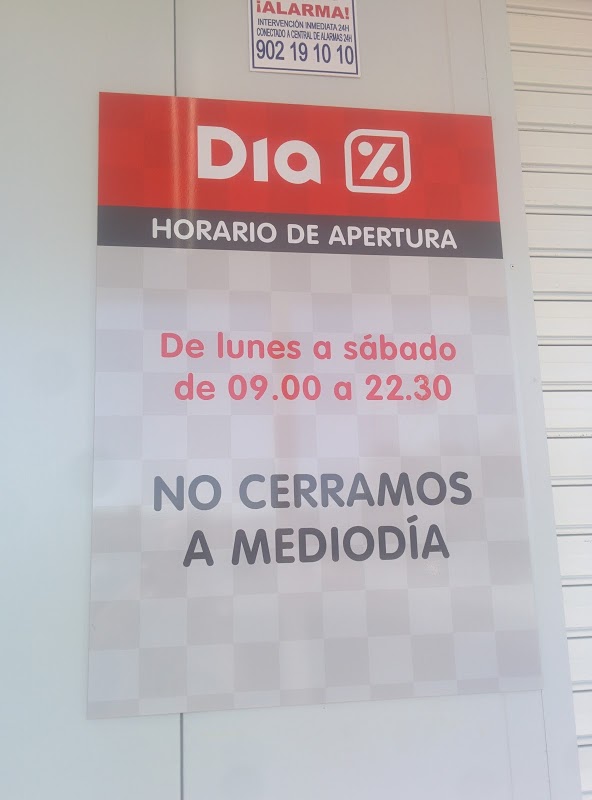 ¡ALARMA!
INTERVENCIÓN INMEDIATA 24H
CONECTADO A CENTRAL DE ALARMAS 24H
902 19 10 10
Dia %
HORARIO DE APERTURA
De lunes a sábado
de 09.00 a 22.30
NO CERRAMOS
A MEDIODÍA